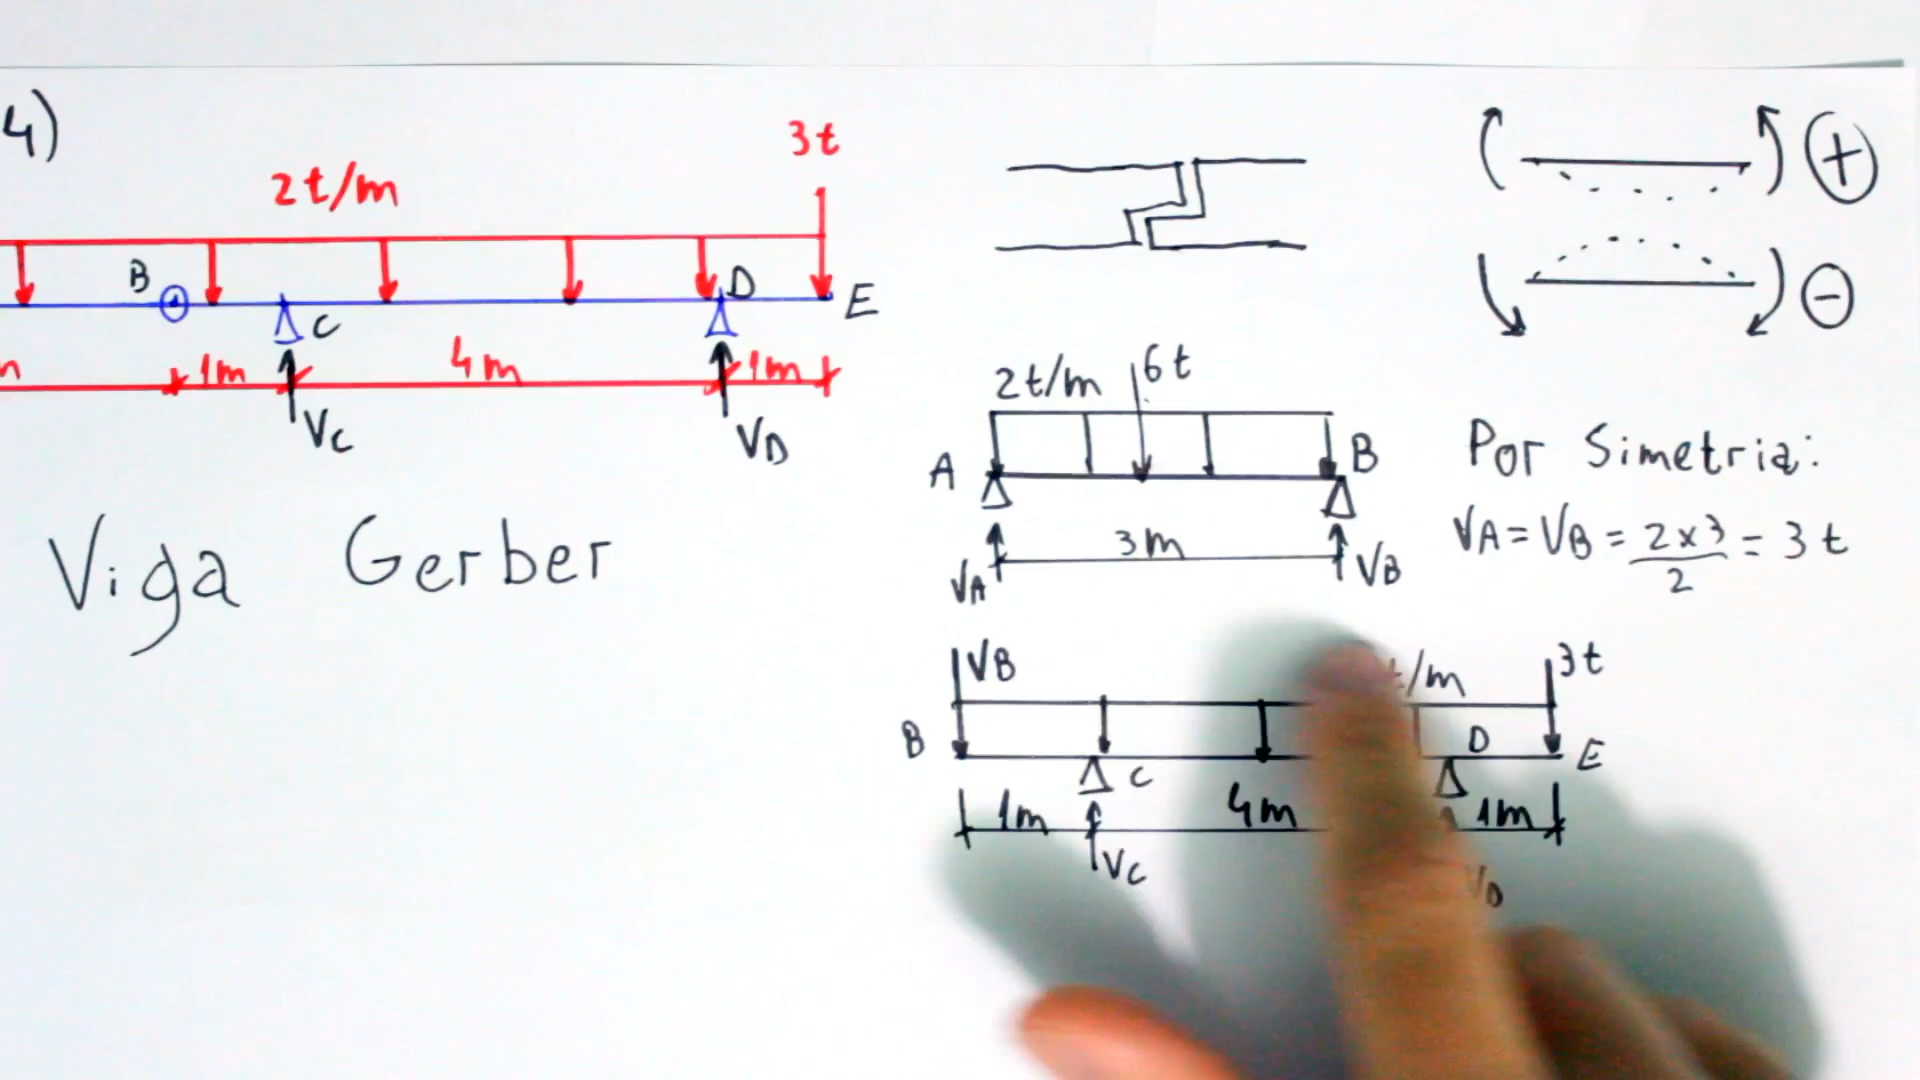 4)
3t
2t/m
B
D
E
C
m
1m
4m
1m
VC
VD
Viga Gerber
+
-
2t/m
6t
A
B
3m
VA
VB
Por Simetria:
VA = VB = 2x3/2 = 3t
VB
t/m
3t
B
C
D
E
1m
4m
1m
VC
VD